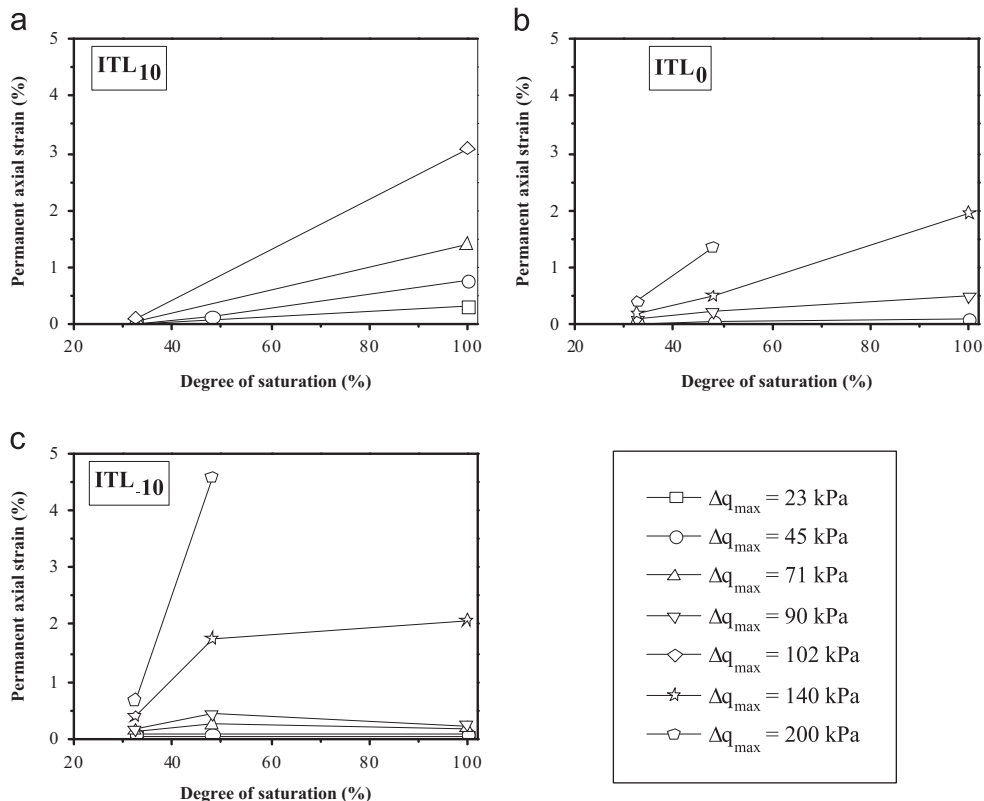 a
ITL10
Permanent axial strain (%)
5
4
3
2
1
0
20
40
60
80
100
Degree of saturation (%)
b
ITL0
Permanent axial strain (%)
5
4
3
2
1
0
20
40
60
80
100
Degree of saturation (%)
c
ITL-10
Permanent axial strain (%)
5
4
3
2
1
0
20
40
60
80
100
Degree of saturation (%)
Δqmax = 23 kPa
Δqmax = 45 kPa
Δqmax = 71 kPa
Δqmax = 90 kPa
Δqmax = 102 kPa
Δqmax = 140 kPa
Δqmax = 200 kPa